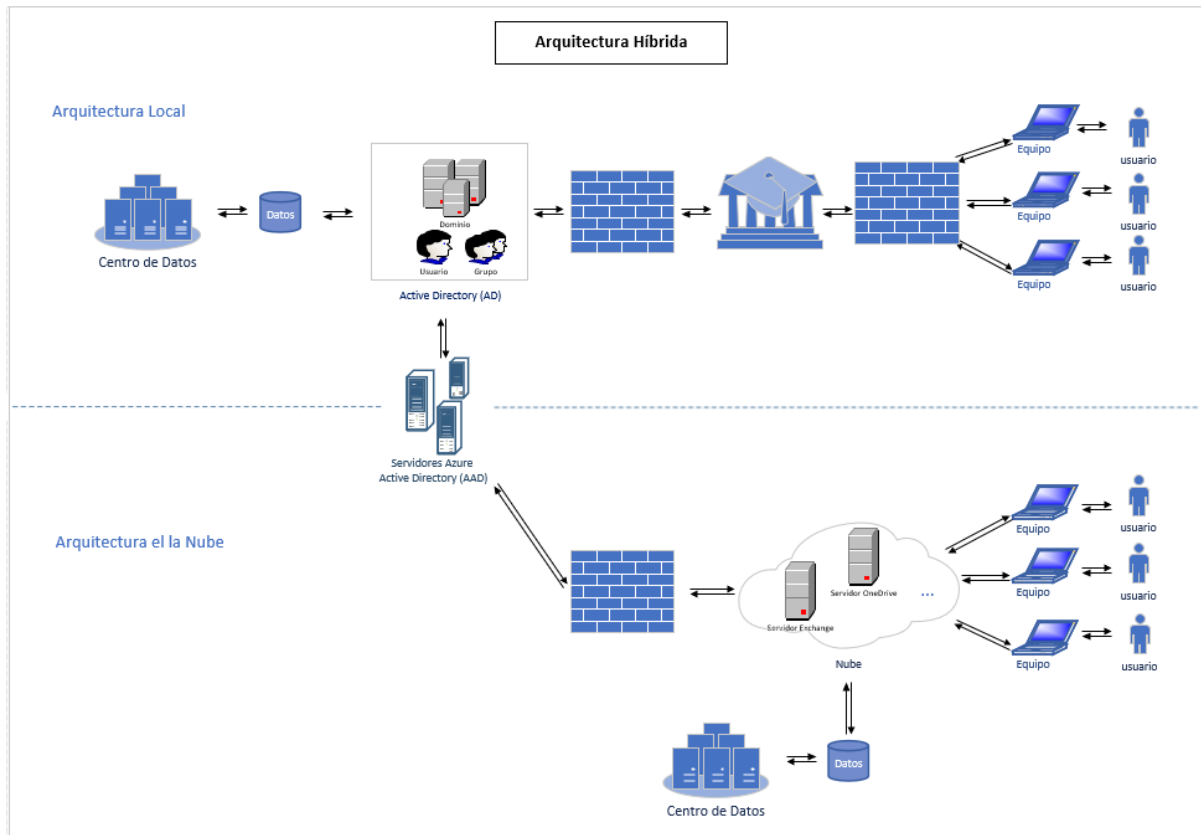 Arquitectura Híbrida
Arquitectura Local
Centro de Datos
Datos
Dominio
Usuario
Grupo
Active Directory (AD)
Equipo
usuario
Equipo
usuario
Equipo
usuario
Servidores Azure
Active Directory (AAD)
Arquitectura el la Nube
Servidor OneDrive
...
Servidor Exchange
Nube
Equipo
usuario
Equipo
usuario
Equipo
usuario
Datos
Centro de Datos